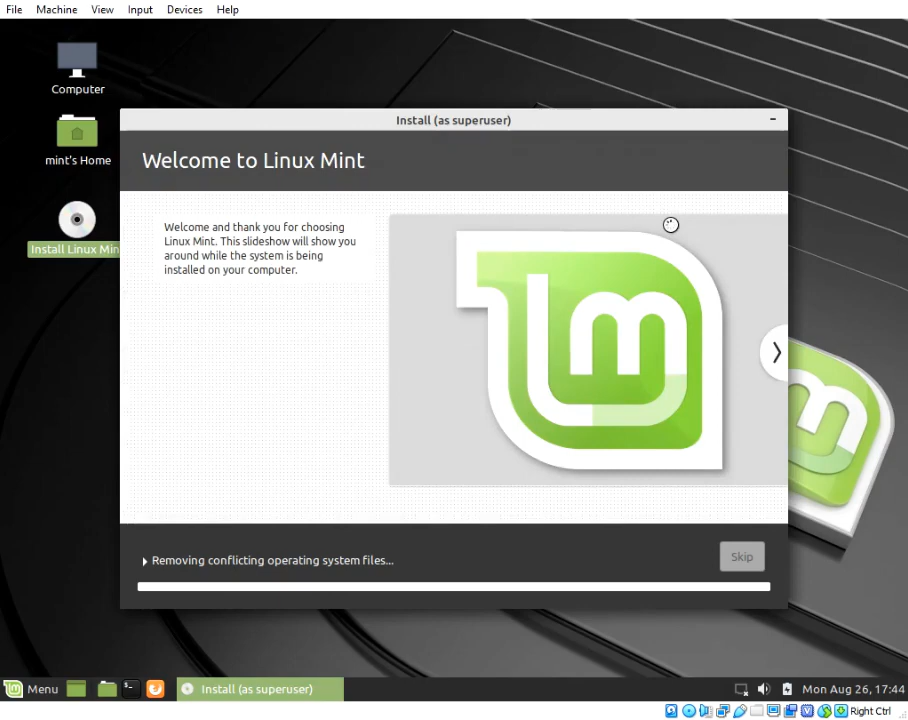 File Machine View Input Devices Help
Computer
mint's Home
Install Linux Min
Install (as superuser)
Welcome to Linux Mint
Welcome and thank you for choosing
Linux Mint. This slideshow will show you
around while the system is being
installed on your computer.
Removing conflicting operating system files...
Skip
Menu
Install (as superuser)
Mon Aug 26, 17:44
Right Ctrl